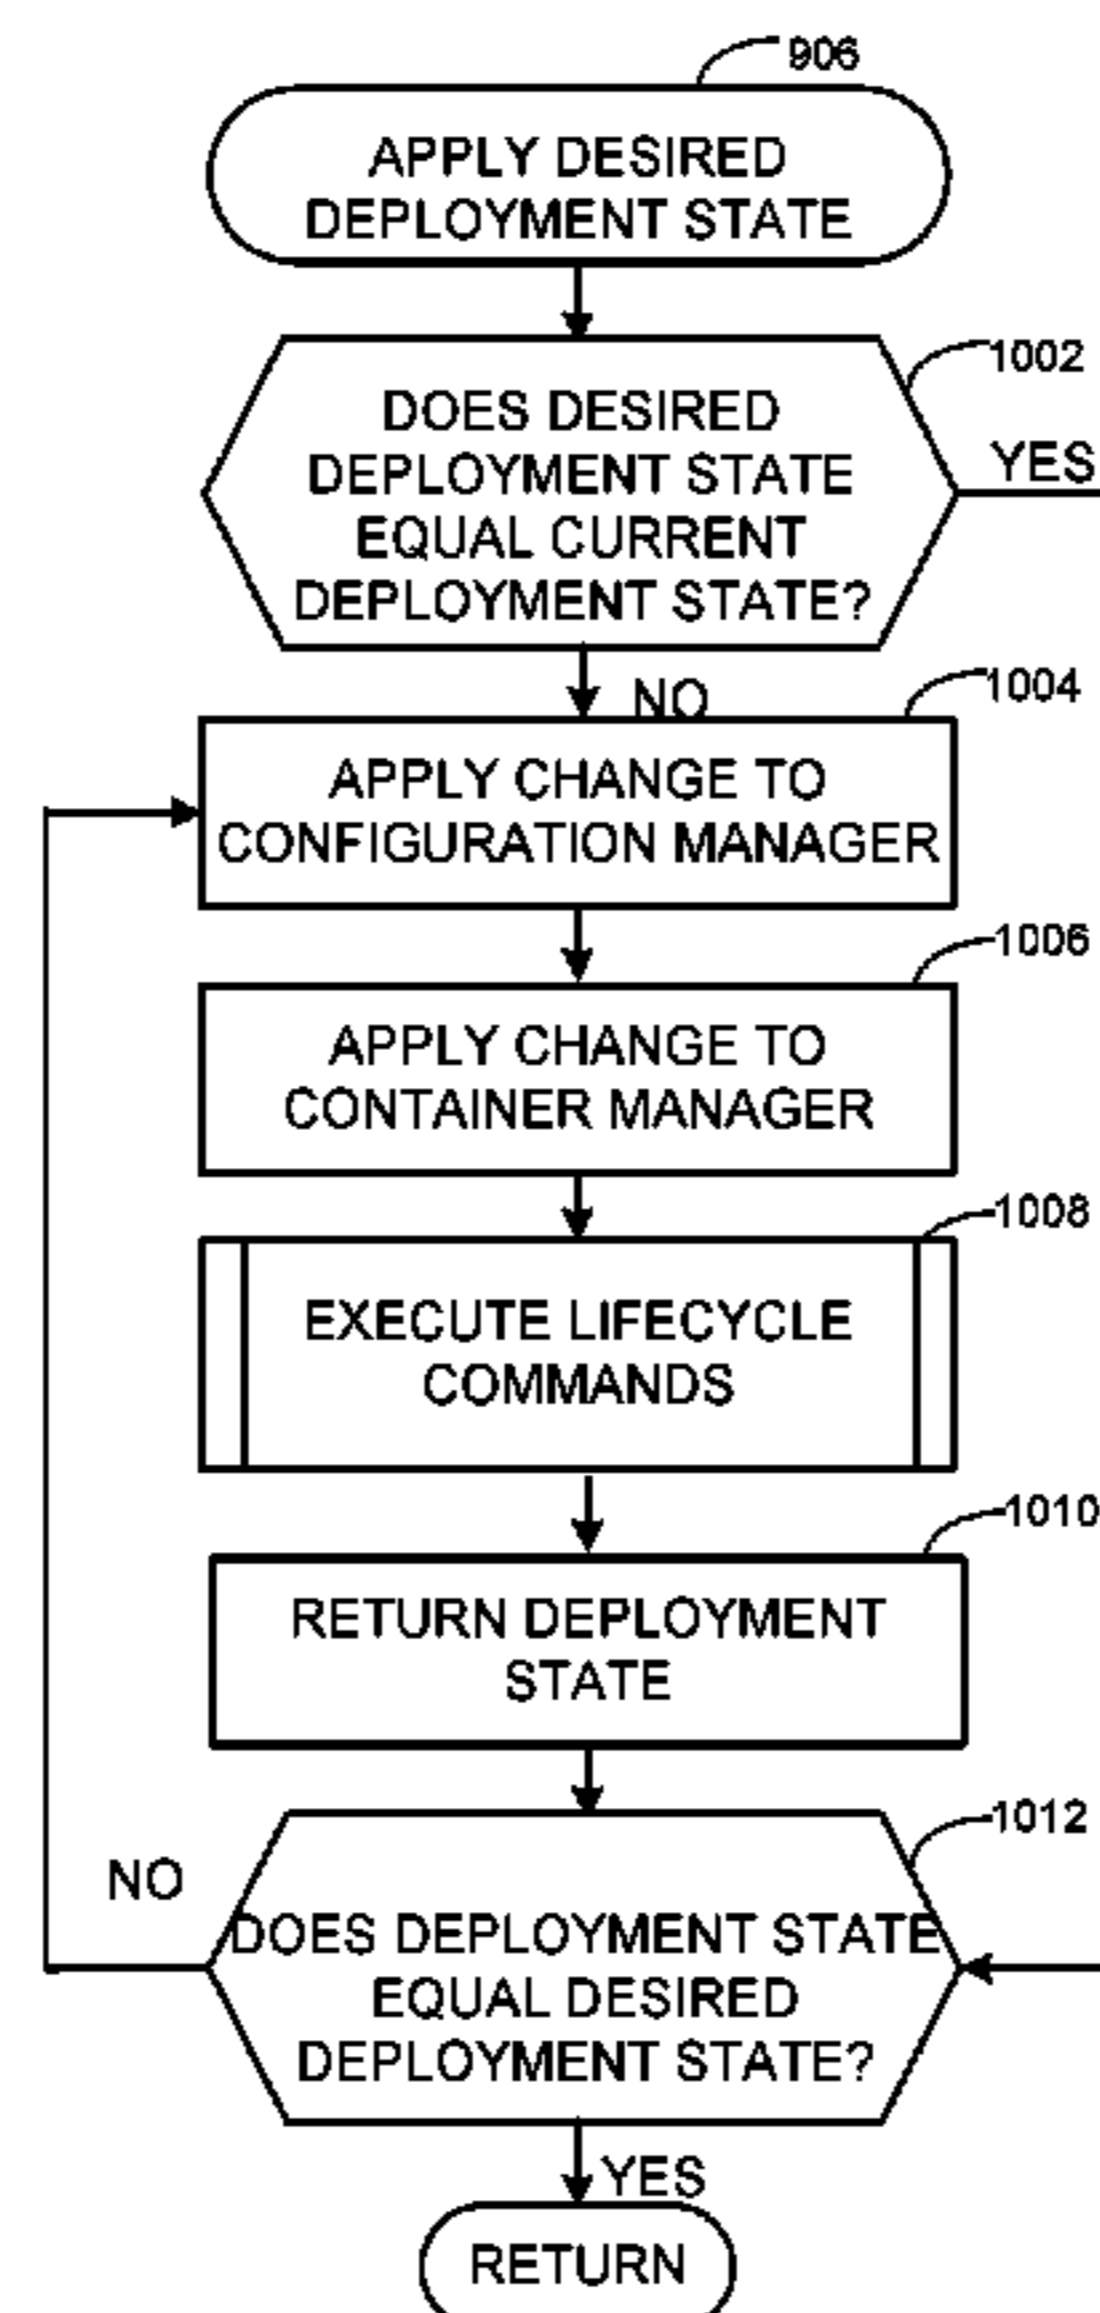 906
APPLY DESIRED
DEPLOYMENT STATE
1002
DOES DESIRED
DEPLOYMENT STATE
EQUAL CURRENT
DEPLOYMENT STATE?
YES
NO
1004
APPLY CHANGE TO
CONFIGURATION MANAGER
1006
APPLY CHANGE TO
CONTAINER MANAGER
1008
EXECUTE LIFECYCLE
COMMANDS
1010
RETURN DEPLOYMENT
STATE
1012
NO
DOES DEPLOYMENT STATE
EQUAL DESIRED
DEPLOYMENT STATE?
YES
RETURN